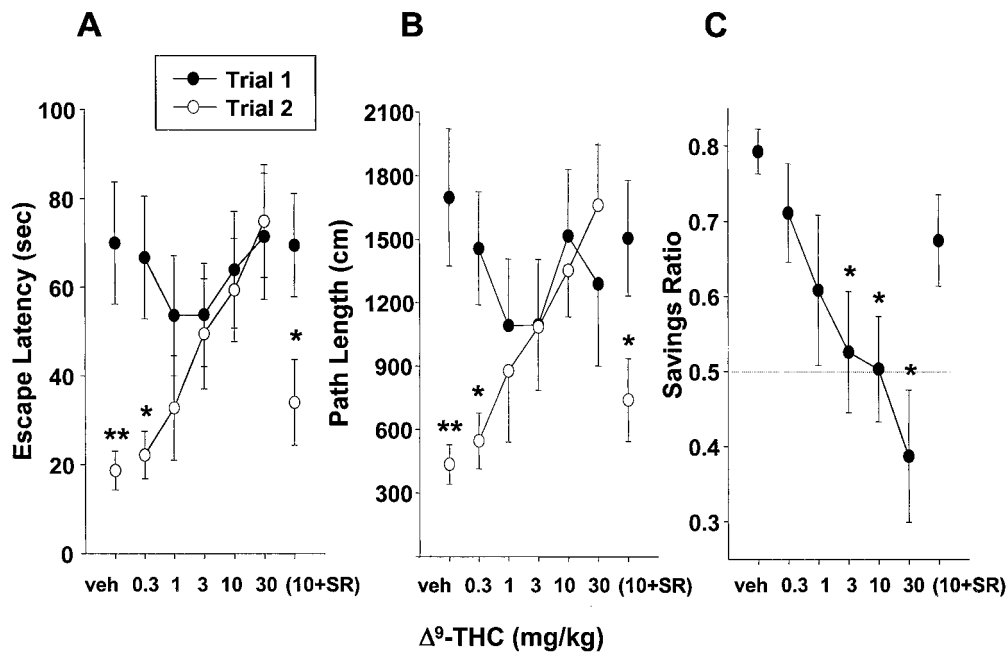 A
B
C
Trial 1
Trial 2
Escape Latency (sec)
100
80
60
40
20
0
**
*
*
veh 0.3 1 3 10 30 (10+SR)
Path Length (cm)
2100
1800
1500
1200
900
600
300
**
*
*
veh 0.3 1 3 10 30 (10+SR)
Savings Ratio
0.8
0.7
0.6
0.5
0.4
0.3
*
*
*
veh 0.3 1 3 10 30 (10+SR)
Δ⁹-THC (mg/kg)